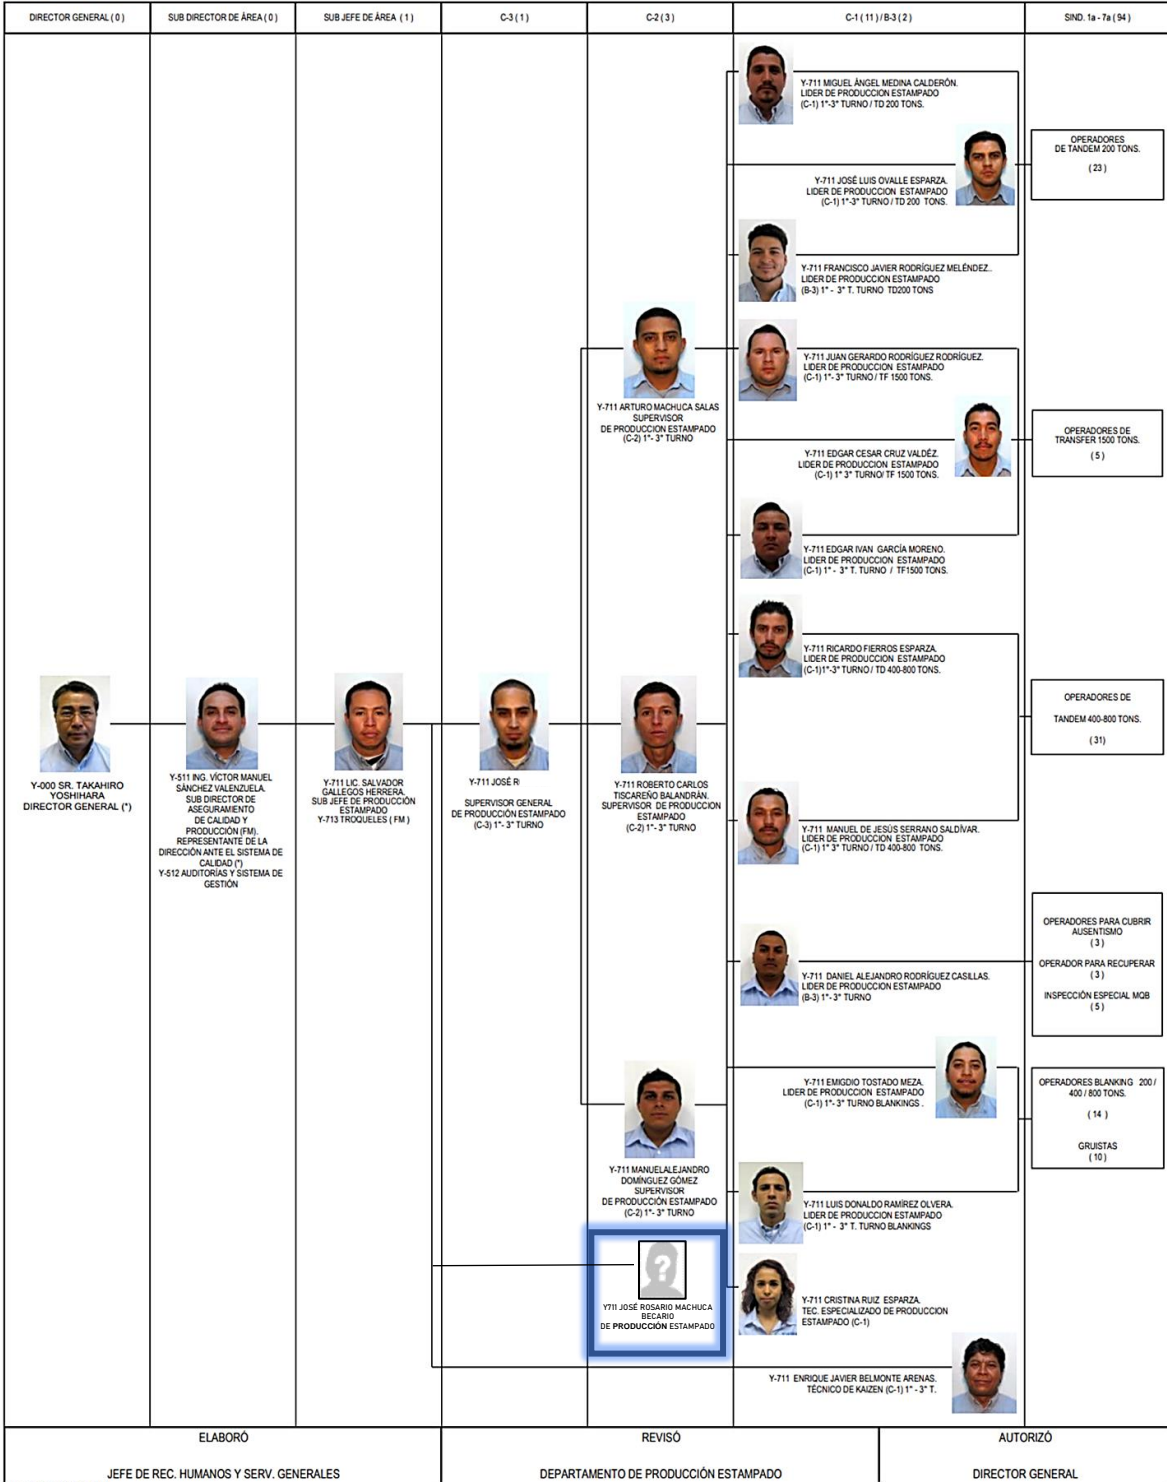 DIRECTOR GENERAL ( 0 )
SUB DIRECTOR DE ÁREA ( 0 )
SUB JEFE DE ÁREA ( 1 )
C-3 ( 1 )
C-2 ( 3 )
C-1 ( 11 ) / B-3 ( 2 )
SIND. 1a - 7a ( 94 )
Y-000 SR. TAKAHIRO
YOSHIHARA
DIRECTOR GENERAL (*)
Y-511 ING. VÍCTOR MANUEL
SÁNCHEZ VALENZUELA.
SUB DIRECTOR DE
ASEGURAMIENTO
DE CALIDAD Y
PRODUCCIÓN (FM).
REPRESENTANTE DE LA
DIRECCIÓN ANTE EL SISTEMA DE
CALIDAD (*)
Y-512 AUDITORÍAS Y SISTEMA DE
GESTIÓN
Y-711 LIC. SALVADOR
GALLEGOS HERRERA.
SUB JEFE DE PRODUCCIÓN
ESTAMPADO
Y-713 TROQUELES ( FM )
Y-711 JOSÉ R
SUPERVISOR GENERAL
DE PRODUCCIÓN ESTAMPADO
(C-3) 1°- 3° TURNO
Y-711 ARTURO MACHUCA SALAS
SUPERVISOR
DE PRODUCCION ESTAMPADO
(C-2) 1°- 3° TURNO
Y-711 ROBERTO CARLOS
TISCAREÑO BALANDRÁN.
SUPERVISOR DE PRODUCCION
ESTAMPADO
(C-2) 1°- 3° TURNO
Y-711 MANUELALEJANDRO
DOMÍNGUEZ GÓMEZ
SUPERVISOR
DE PRODUCCIÓN ESTAMPADO
(C-2) 1°- 3° TURNO
?
Y711 JOSÉ ROSARIO MACHUCA
BECARIO
DE PRODUCCIÓN ESTAMPADO
Y-711 MIGUEL ÁNGEL MEDINA CALDERÓN.
LIDER DE PRODUCCION ESTAMPADO
(C-1) 1°-3° TURNO / TD 200 TONS.
Y-711 JOSÉ LUIS OVALLE ESPARZA.
LIDER DE PRODUCCION ESTAMPADO
(C-1) 1°-3° TURNO / TD 200 TONS.
Y-711 FRANCISCO JAVIER RODRÍGUEZ MELÉNDEZ..
LIDER DE PRODUCCION ESTAMPADO
(B-3) 1° - 3° T. TURNO TD200 TONS
Y-711 JUAN GERARDO RODRÍGUEZ RODRÍGUEZ.
LIDER DE PRODUCCION ESTAMPADO
(C-1) 1°- 3° TURNO / TF 1500 TONS.
Y-711 EDGAR CESAR CRUZ VALDÉZ.
LIDER DE PRODUCCION ESTAMPADO
(C-1) 1° 3° TURNO/ TF 1500 TONS.
Y-711 EDGAR IVAN GARCÍA MORENO.
LIDER DE PRODUCCION ESTAMPADO
(C-1) 1° - 3° T. TURNO / TF1500 TONS.
Y-711 RICARDO FIERROS ESPARZA.
LIDER DE PRODUCCION ESTAMPADO
(C-1)1°-3° TURNO / TD 400-800 TONS.
Y-711 MANUEL DE JESÚS SERRANO SALDÍVAR.
LIDER DE PRODUCCION ESTAMPADO
(C-1) 1° 3° TURNO / TD 400-800 TONS.
Y-711 DANIEL ALEJANDRO RODRÍGUEZ CASILLAS.
LIDER DE PRODUCCION ESTAMPADO
(B-3) 1°- 3° TURNO
Y-711 EMIGDIO TOSTADO MEZA.
LIDER DE PRODUCCION ESTAMPADO
(C-1) 1°- 3° TURNO BLANKINGS .
Y-711 LUIS DONALDO RAMÍREZ OLVERA.
LIDER DE PRODUCCION ESTAMPADO
(C-1) 1° - 3° T. TURNO BLANKINGS
Y-711 CRISTINA RUIZ ESPARZA.
TEC. ESPECIALIZADO DE PRODUCCION
ESTAMPADO (C-1)
Y-711 ENRIQUE JAVIER BELMONTE ARENAS.
TÉCNICO DE KAIZEN (C-1) 1° - 3° T.
OPERADORES
DE TANDEM 200 TONS.
( 23 )
OPERADORES DE
TRANSFER 1500 TONS.
( 5 )
OPERADORES DE
TANDEM 400-800 TONS.
( 31)
OPERADORES PARA CUBRIR
AUSENTISMO
( 3 )
OPERADOR PARA RECUPERAR
( 3 )
INSPECCIÓN ESPECIAL MQB
( 5 )
OPERADORES BLANKING 200 /
400 / 800 TONS.
( 14 )
GRUISTAS
( 10 )
ELABORÓ
REVISÓ
AUTORIZÓ
JEFE DE REC. HUMANOS Y SERV. GENERALES
DEPARTAMENTO DE PRODUCCIÓN ESTAMPADO
DIRECTOR GENERAL